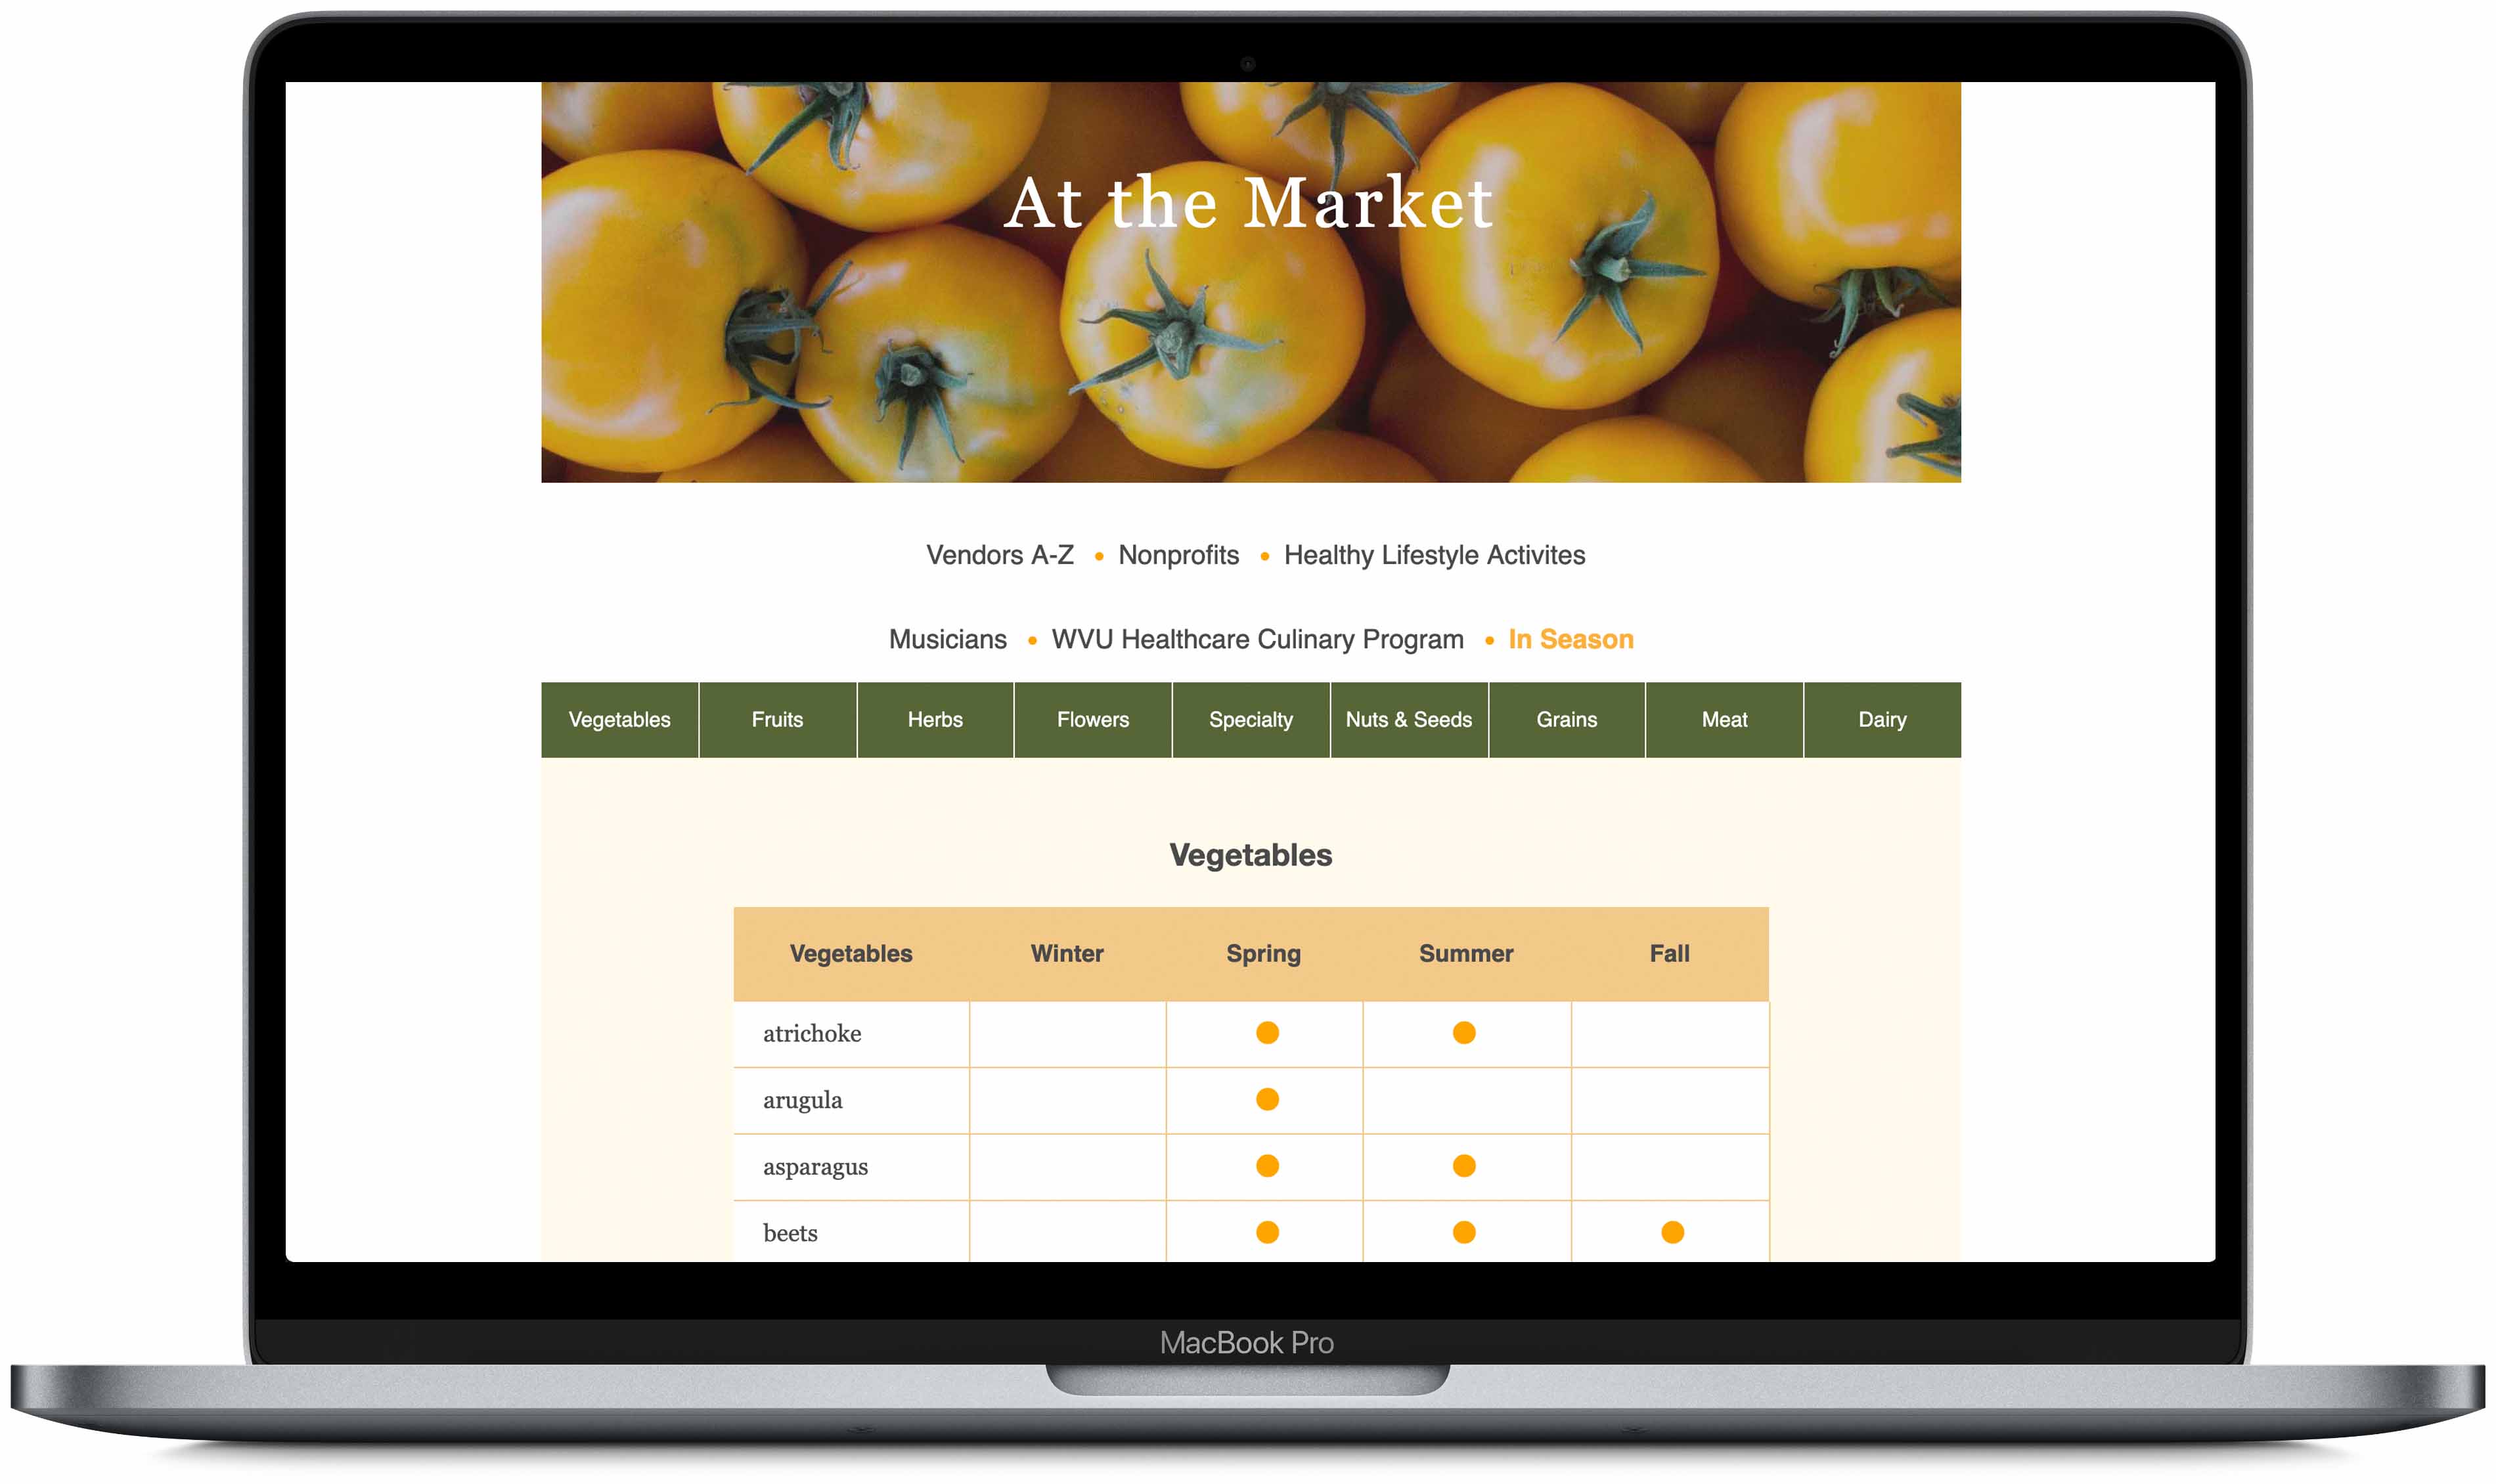 At the Market
Vendors A-Z • Nonprofits • Healthy Lifestyle Activites
Musicians • WVU Healthcare Culinary Program • In Season
Vegetables Fruits Herbs Flowers Specialty Nuts & Seeds Grains Meat Dairy
Vegetables
Vegetables Winter Spring Summer Fall
atrichoke
arugula
asparagus
beets
MacBook Pro